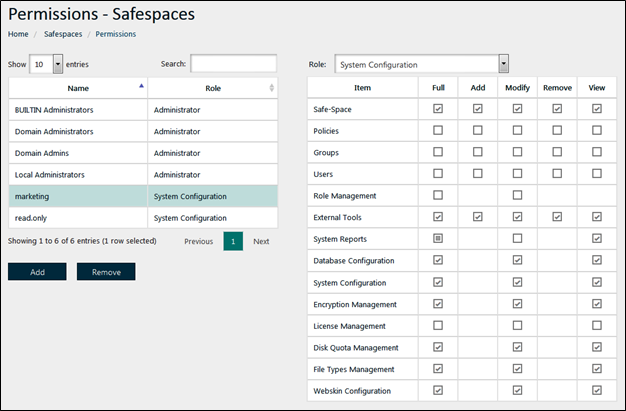 Permissions - Safespaces
Home / Safespaces / Permissions
Show 10 entries Search:
Name Role
BUILTIN Administrators Administrator
Domain Administrators Administrator
Domain Admins Administrator
Local Administrators Administrator
marketing System Configuration
read.only System Configuration
Showing 1 to 6 of 6 entries (1 row selected) Previous 1 Next
Add Remove
Role: System Configuration
Item Full Add Modify Remove View
Safe-Space
Policies
Groups
Users
Role Management
External Tools
System Reports
Database Configuration
System Configuration
Encryption Management
License Management
Disk Quota Management
File Types Management
Webskin Configuration